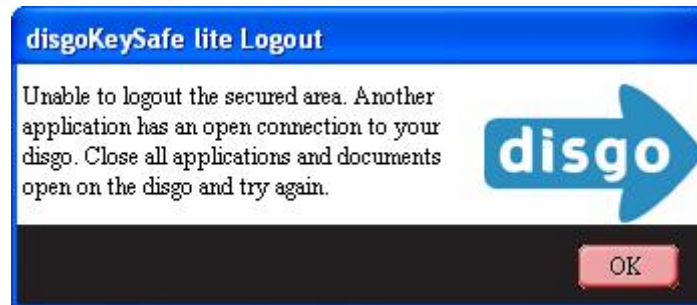 disgoKeySafe lite Logout
Unable to logout the secured area. Another
application has an open connection to your
disgo. Close all applications and documents
open on the disgo and try again.
disgo
OK